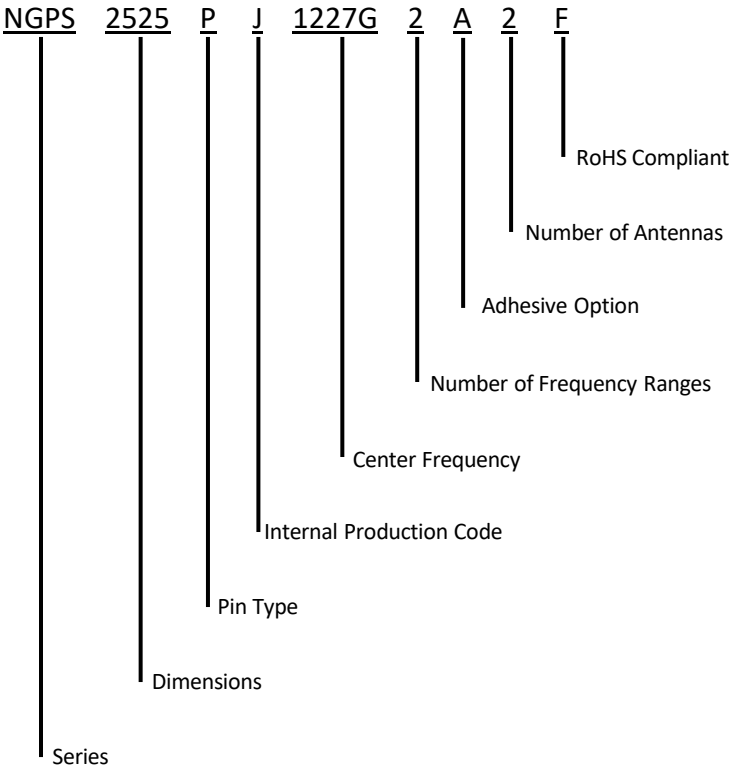 NGPS 2525 P J 1227G 2 A 2 F
RoHS Compliant
Number of Antennas
Adhesive Option
Number of Frequency Ranges
Center Frequency
Internal Production Code
Pin Type
Dimensions
Series